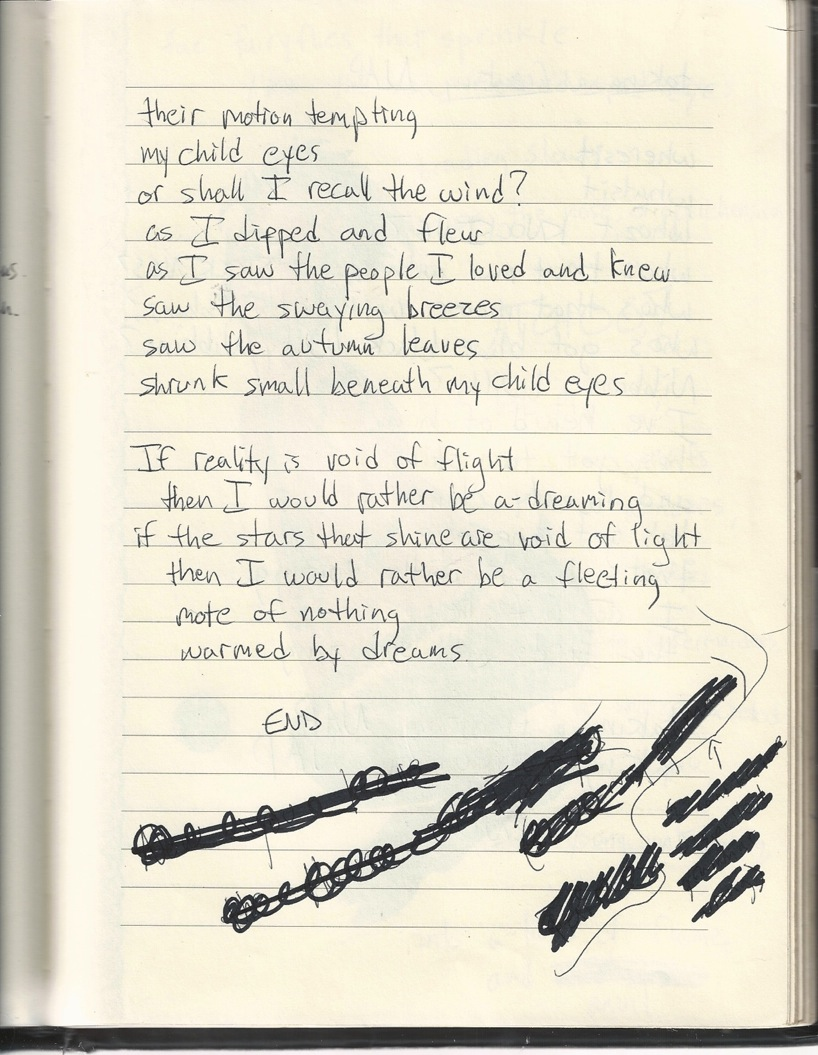 their motion tempting
my child eyes
or shall I recall the wind?
as I dipped and flew
as I saw the people I loved and knew
saw the swaying breezes
saw the autumn leaves
shrunk small beneath my child eyes
If reality is void of flight
then I would rather be a-dreaming
if the stars that shine are void of light
then I would rather be a fleeting
mote of nothing
warmed by dreams.
END